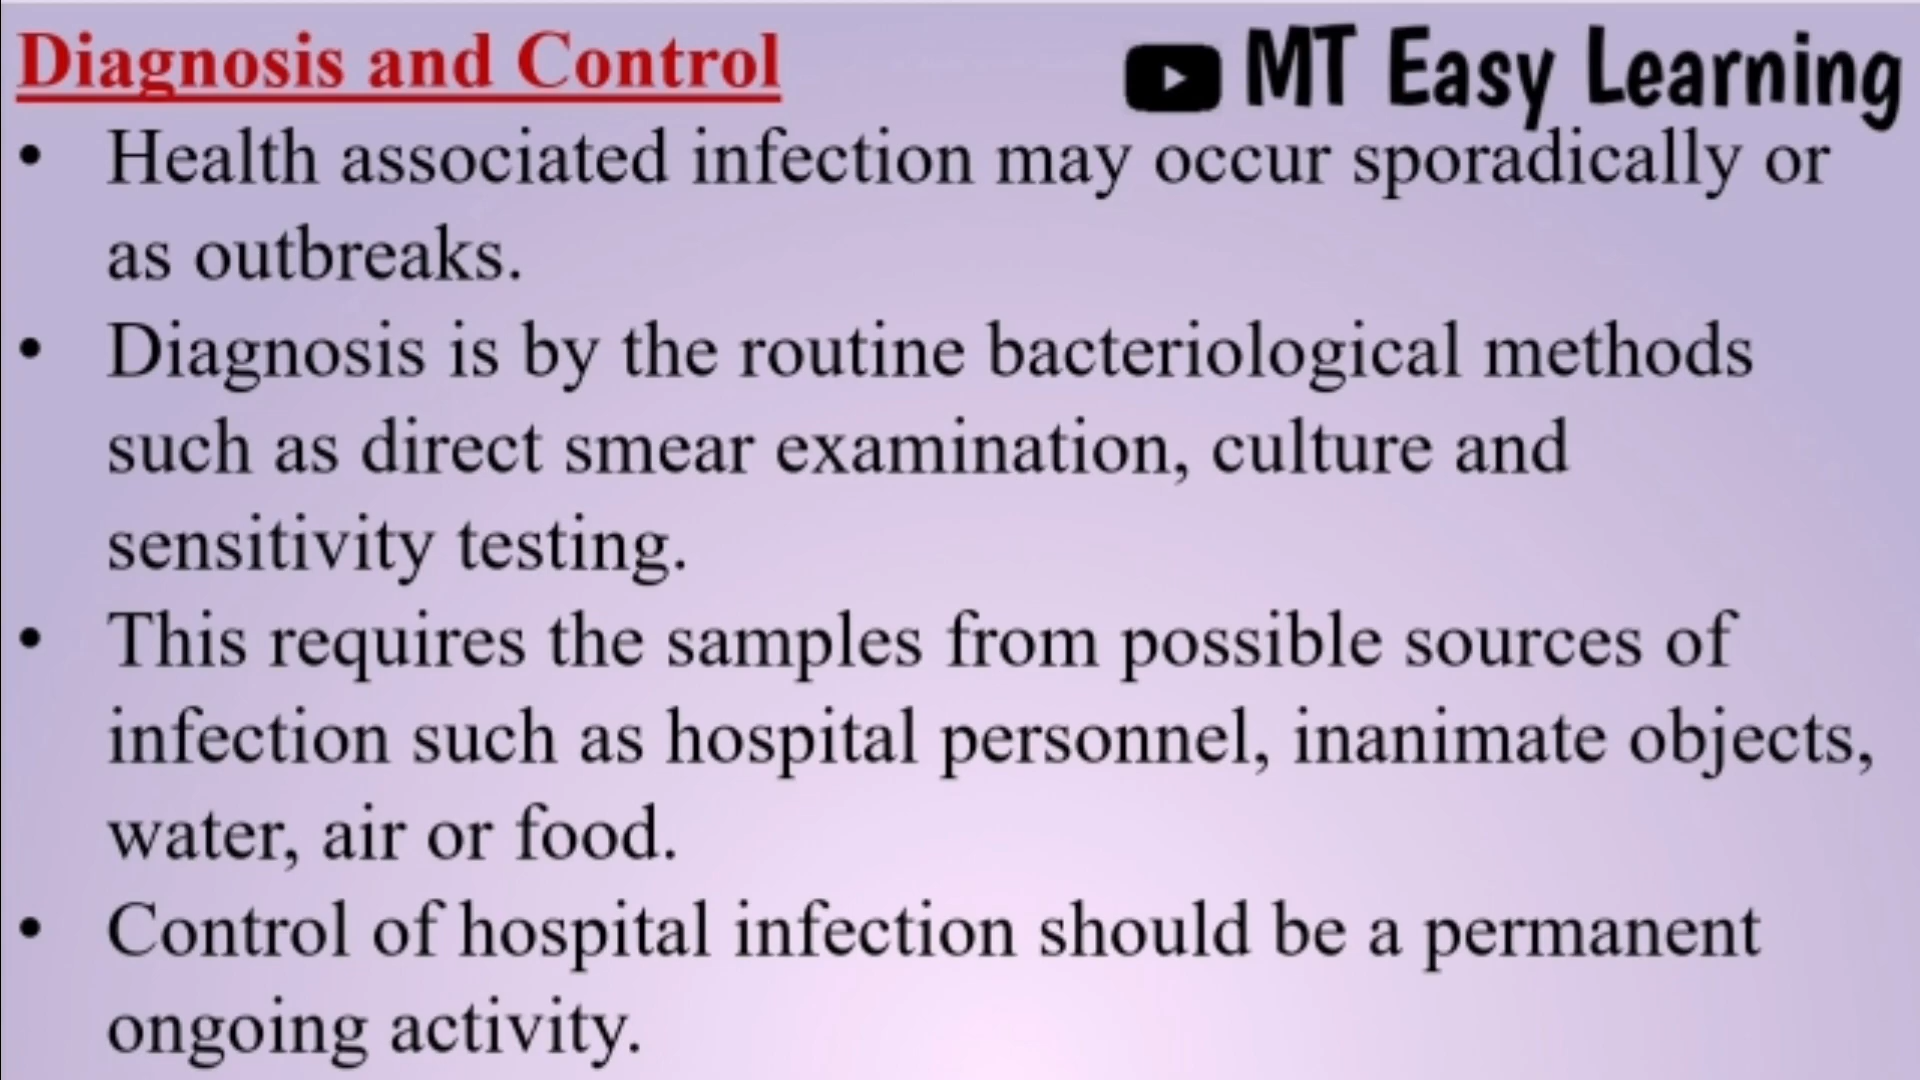 Diagnosis and Control
MT Easy Learning
• Health associated infection may occur sporadically or
as outbreaks.
• Diagnosis is by the routine bacteriological methods
such as direct smear examination, culture and
sensitivity testing.
• This requires the samples from possible sources of
infection such as hospital personnel, inanimate objects,
water, air or food.
• Control of hospital infection should be a permanent
ongoing activity.